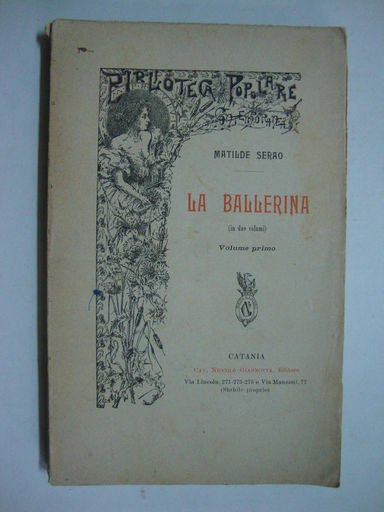 BIBLIOTECA POPOLARE
CONTEMPORANEA
MATILDE SERAO
LA BALLERINA
(in due volumi)
Volume primo
CATANIA
CAV. NICCOLÒ GIANNOTTA, Editore
Via Lincoln, 271-273-275 e Via Manzoni, 77
(Stabile proprio)